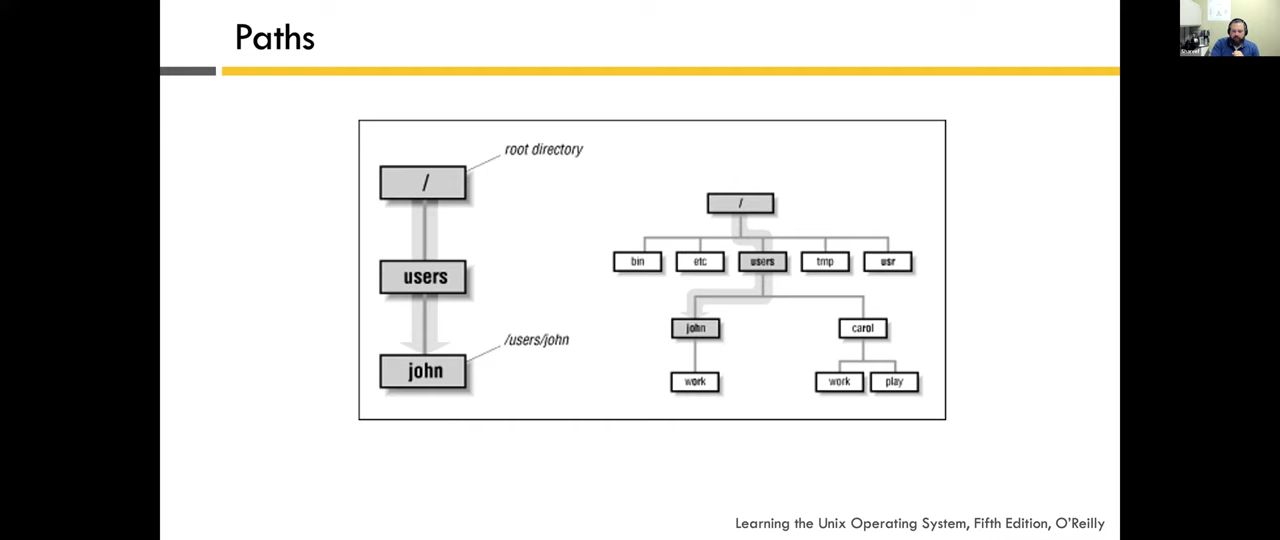 Paths
root directory
/
users
/users/john
john
/
bin etc users tmp usr
john carol
work work play
Learning the Unix Operating System, Fifth Edition, O'Reilly